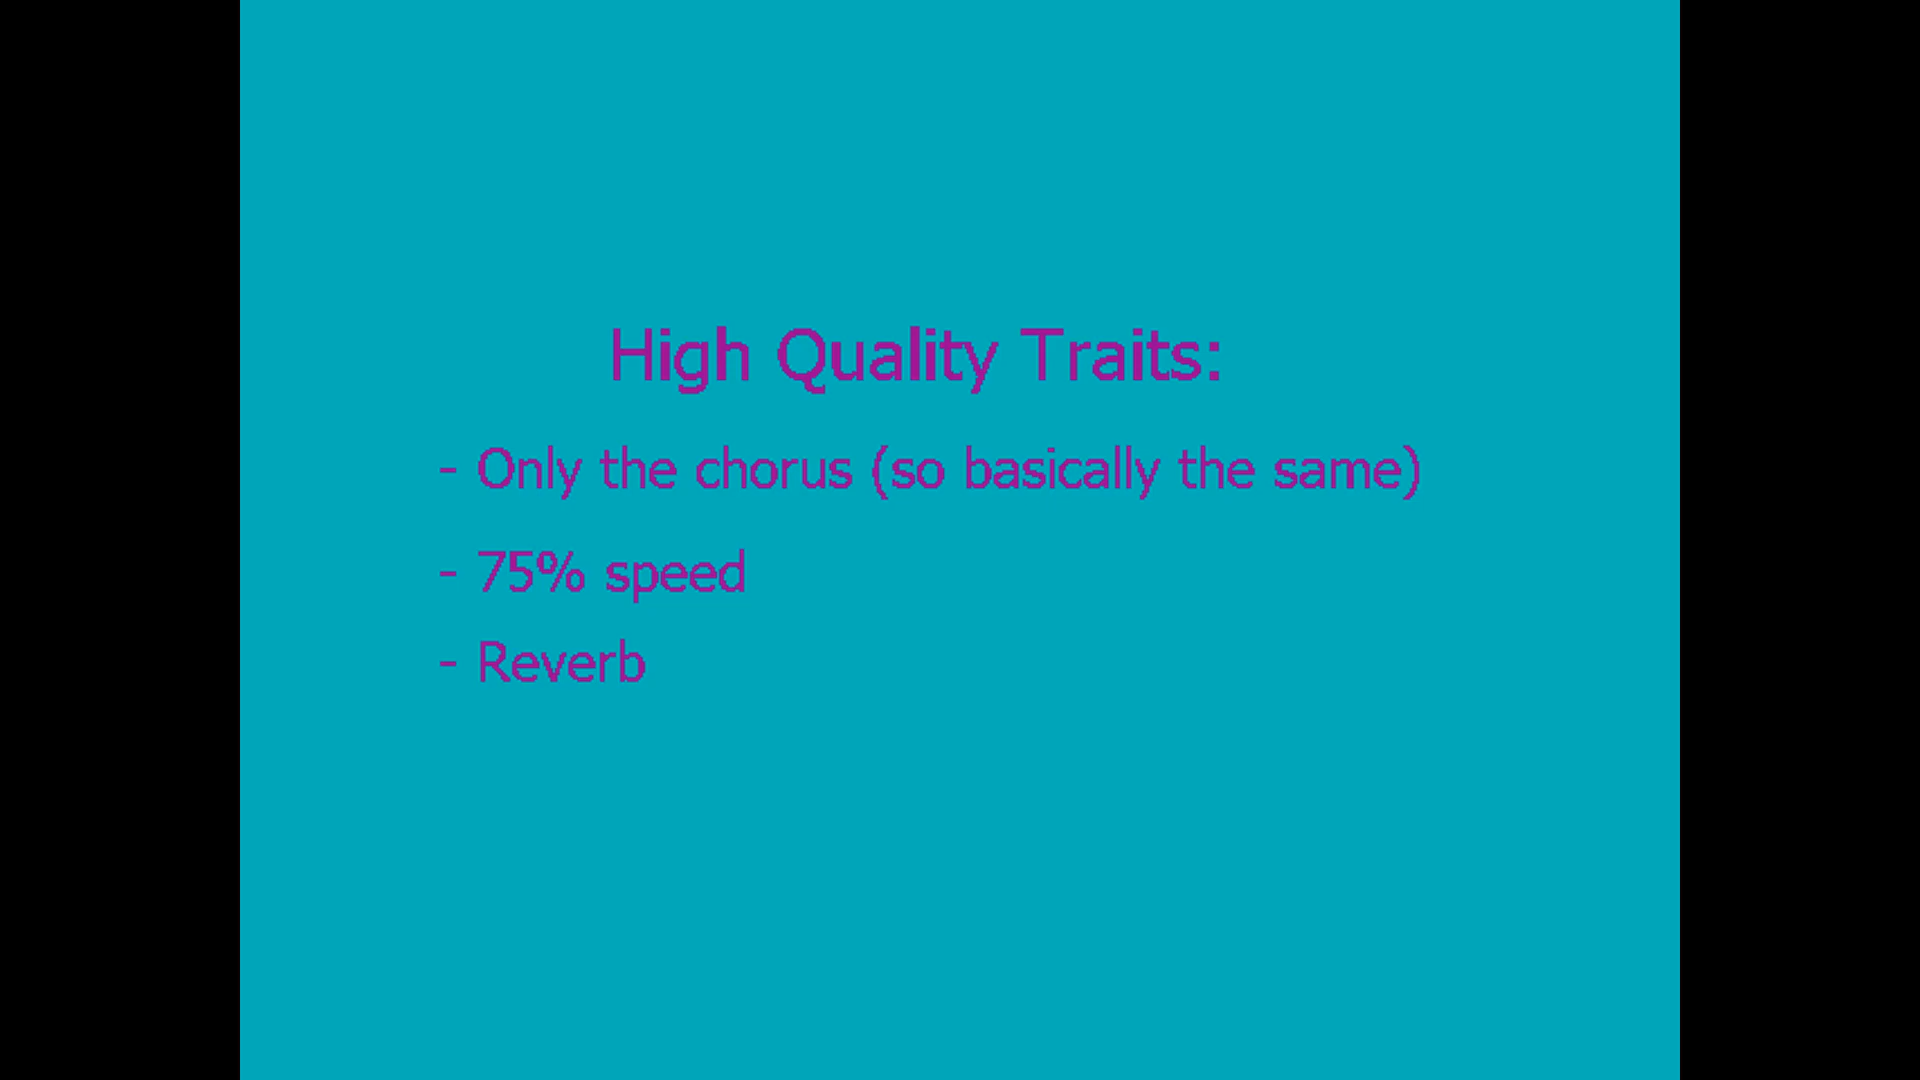 High Quality Traits:
- Only the chorus (so basically the same)
- 75% speed
- Reverb